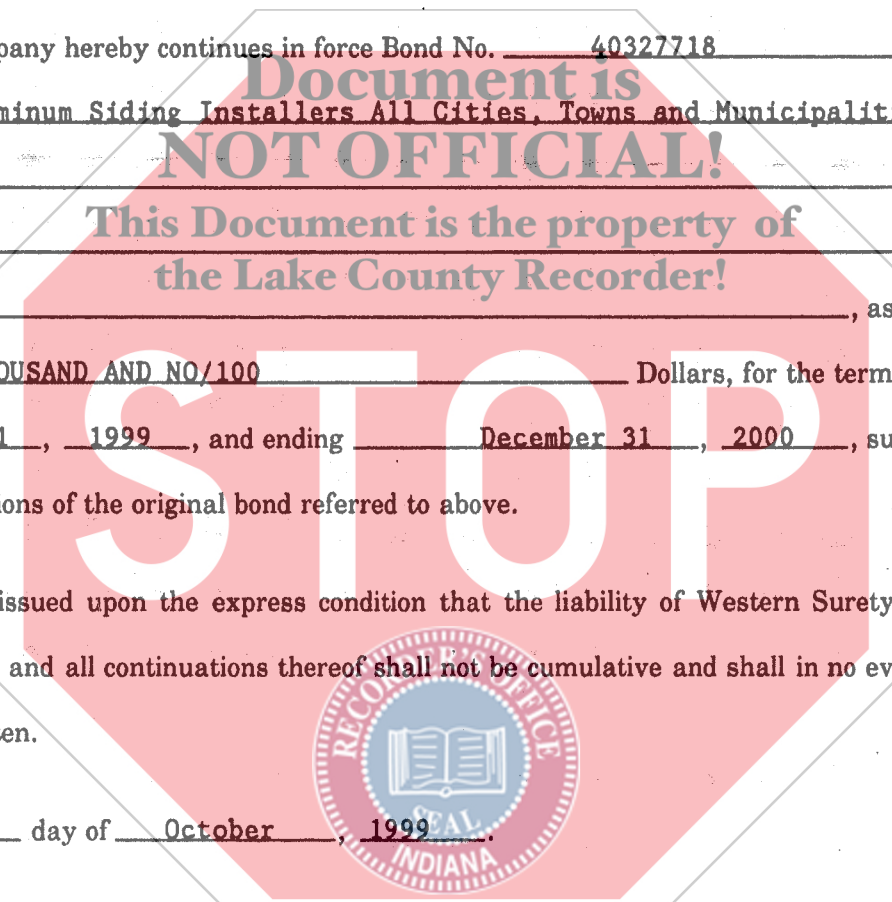 pany hereby continues in force Bond No. 40327718
Document is
minum Siding Installers All Cities, Towns and Municipalit
NOT OFFICIAL!
This Document is the property of
the Lake County Recorder!
, as
OUSAND AND NO/100 Dollars, for the term
1, 1999, and ending December 31, 2000, su
STOP
ions of the original bond referred to above.
issued upon the express condition that the liability of Western Surety
and all continuations thereof shall not be cumulative and shall in no ev
en.
day of October, 1999.
RECORDER'S OFFICE
SEAL
INDIANA